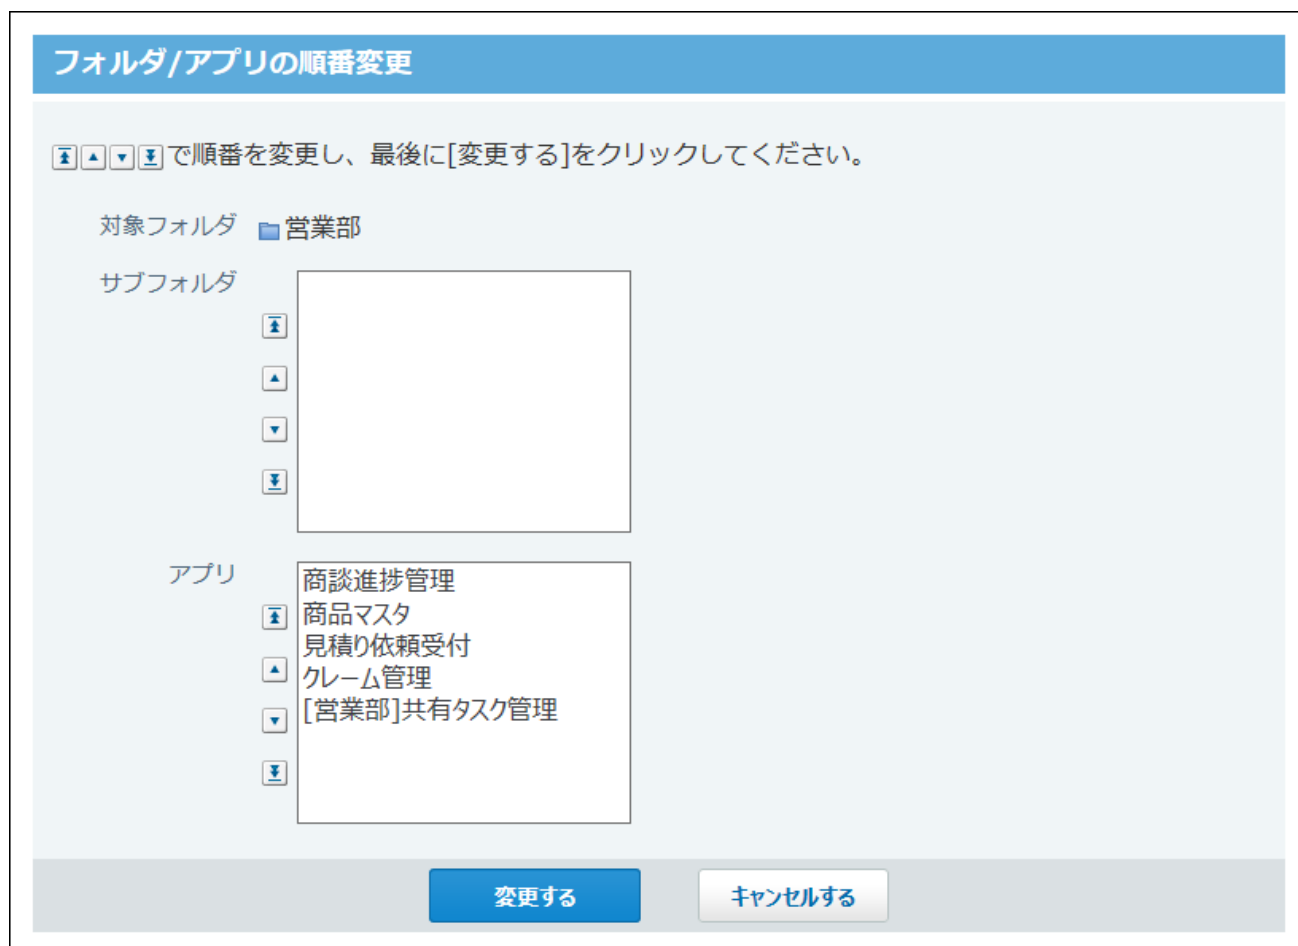 フォルダ/アプリの順番変更
で順番を変更し、最後に[変更する]をクリックしてください。
対象フォルダ 営業部
サブフォルダ
アプリ
商談進捗管理
商品マスタ
見積り依頼受付
クレーム管理
[営業部]共有タスク管理
変更する キャンセルする